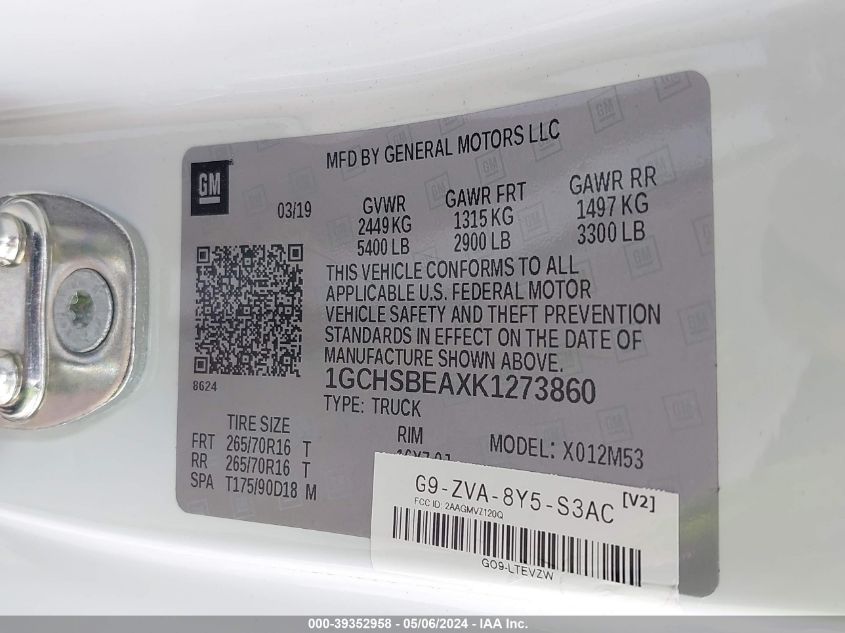 MFD BY GENERAL MOTORS LLC
GM
03/19
GVWR GAWR FRT GAWR RR
2449 KG 1315 KG 1497 KG
5400 LB 2900 LB 3300 LB
THIS VEHICLE CONFORMS TO ALL
APPLICABLE U.S. FEDERAL MOTOR
VEHICLE SAFETY AND THEFT PREVENTION
STANDARDS IN EFFECT ON THE DATE OF
MANUFACTURE SHOWN ABOVE.
8624
1GCHSBEAXK1273860
TYPE: TRUCK
TIRE SIZE RIM MODEL: X012M53
FRT 265/70R16 T
RR 265/70R16 T
SPA T175/90D18 M
G9-ZVA-8Y5-S3AC [V2]
FCC ID: 2AAGMVZ120Q
GO9-LTEVZW
000-39352958 - 05/06/2024 - IAA Inc.